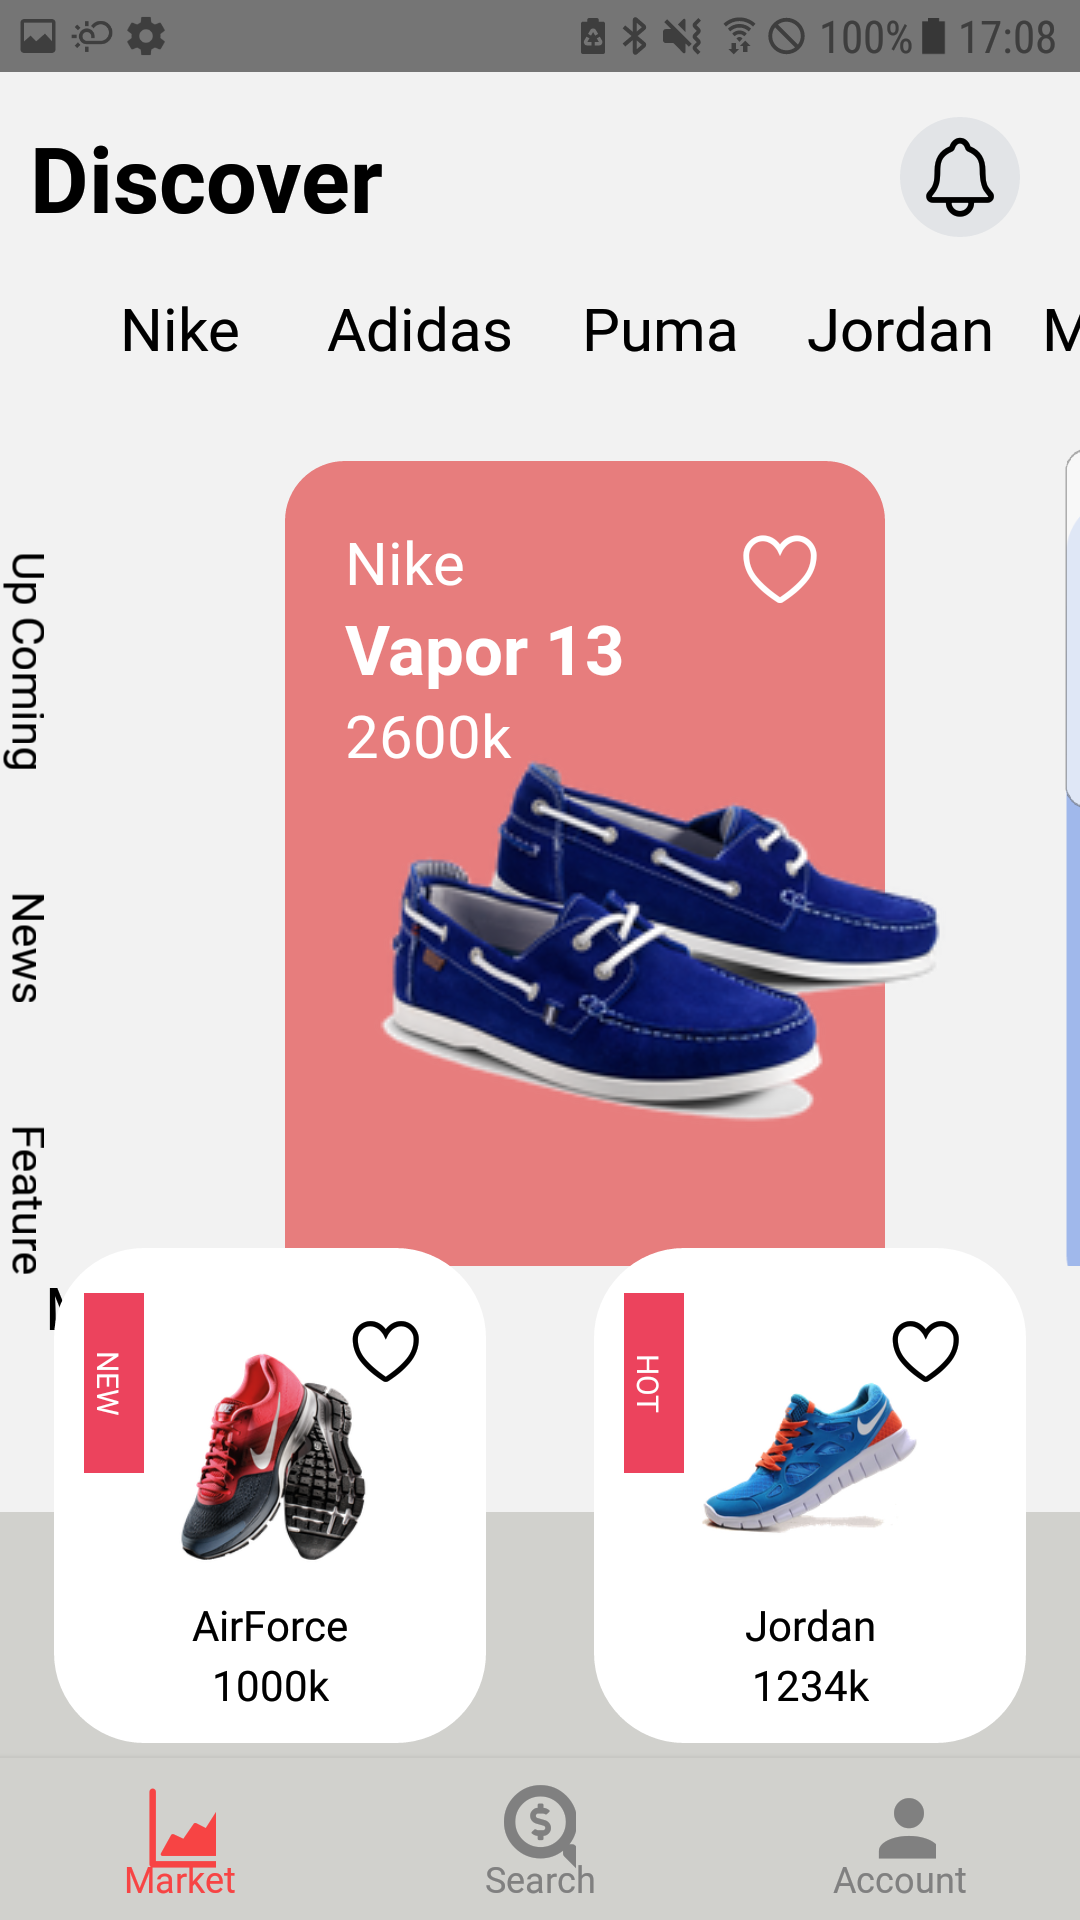 100% 17:08
Discover
Nike Adidas Puma Jordan M
Up Coming
News
Feature
Nike
Vapor 13
2600k
NEW
AirForce
1000k
HOT
Jordan
1234k
Market Search Account